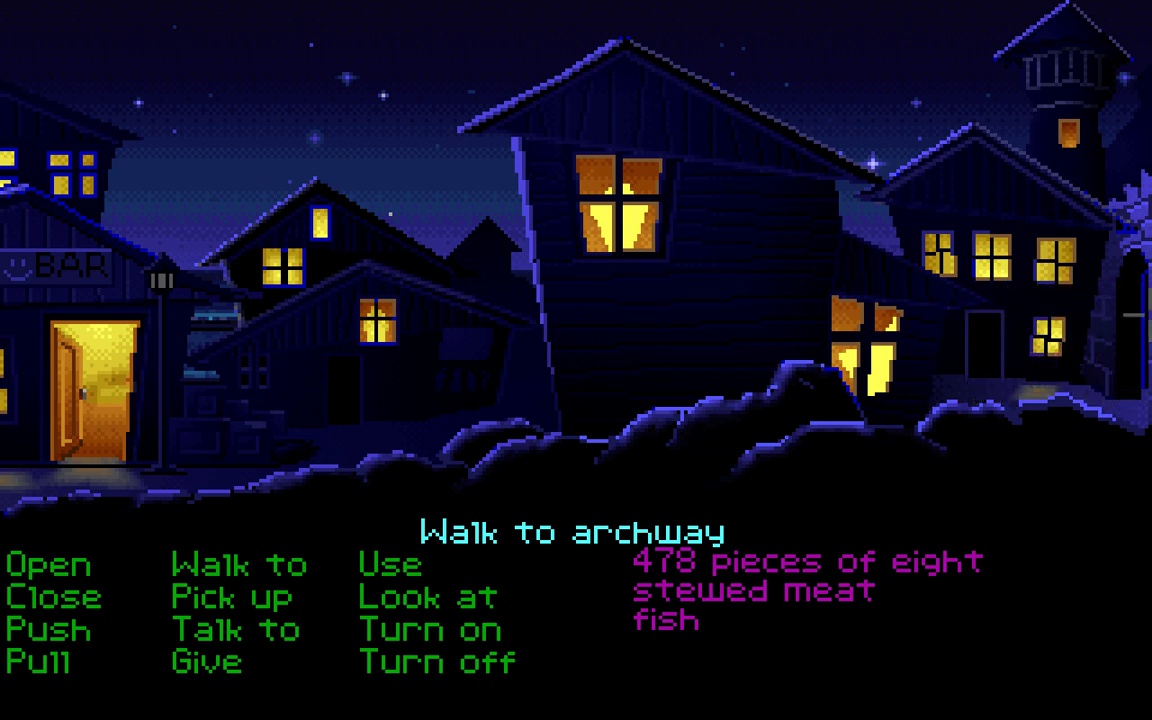 BAR
Walk to archway
Open Walk to Use 478 pieces of eight
Close Pick up Look at stewed meat
Push Talk to Turn on fish
Pull Give Turn off